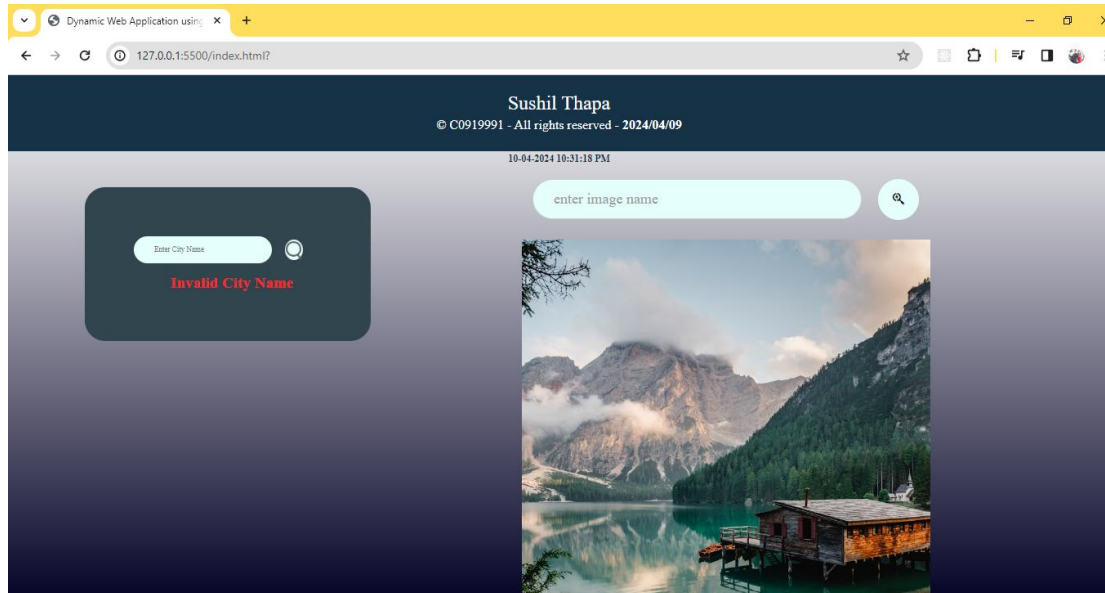 Dynamic Web Application using
127.0.0.1:5500/index.html?
Sushil Thapa
© C0919991 - All rights reserved - 2024/04/09
10-04-2024 10:31:18 PM
enter image name
Enter City Name
Invalid City Name